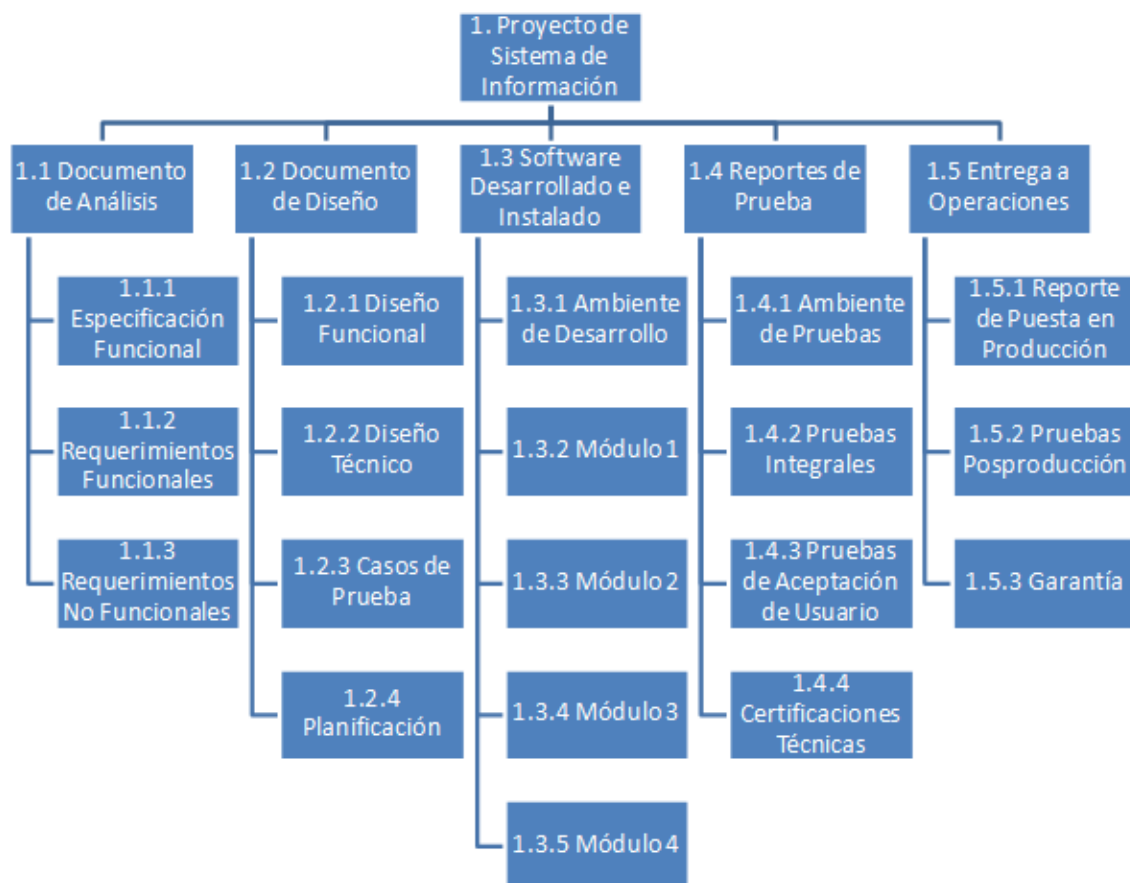 1. Proyecto de
Sistema de
Información
1.1 Documento
de Análisis
1.2 Documento
de Diseño
1.3 Software
Desarrollado e
Instalado
1.4 Reportes de
Prueba
1.5 Entrega a
Operaciones
1.1.1
Especificación
Funcional
1.1.2
Requerimientos
Funcionales
1.1.3
Requerimientos
No Funcionales
1.2.1 Diseño
Funcional
1.2.2 Diseño
Técnico
1.2.3 Casos de
Prueba
1.2.4
Planificación
1.3.1 Ambiente
de Desarrollo
1.3.2 Módulo 1
1.3.3 Módulo 2
1.3.4 Módulo 3
1.3.5 Módulo 4
1.4.1 Ambiente
de Pruebas
1.4.2 Pruebas
Integrales
1.4.3 Pruebas
de Aceptación
de Usuario
1.4.4
Certificaciones
Técnicas
1.5.1 Reporte
de Puesta en
Producción
1.5.2 Pruebas
Posproducción
1.5.3 Garantía